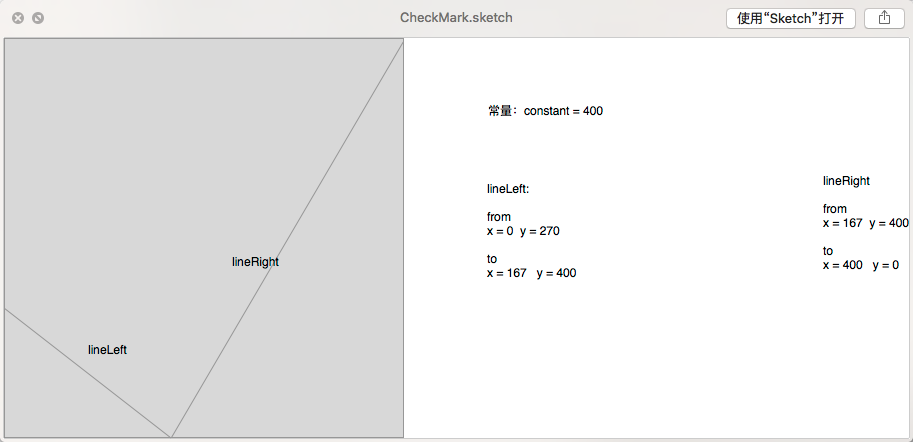 CheckMark.sketch
使用“Sketch”打开
常量：constant = 400
lineLeft:
from
x = 0  y = 270
to
x = 167   y = 400
lineRight
from
x = 167  y = 400
to
x = 400   y = 0
lineRight
lineLeft